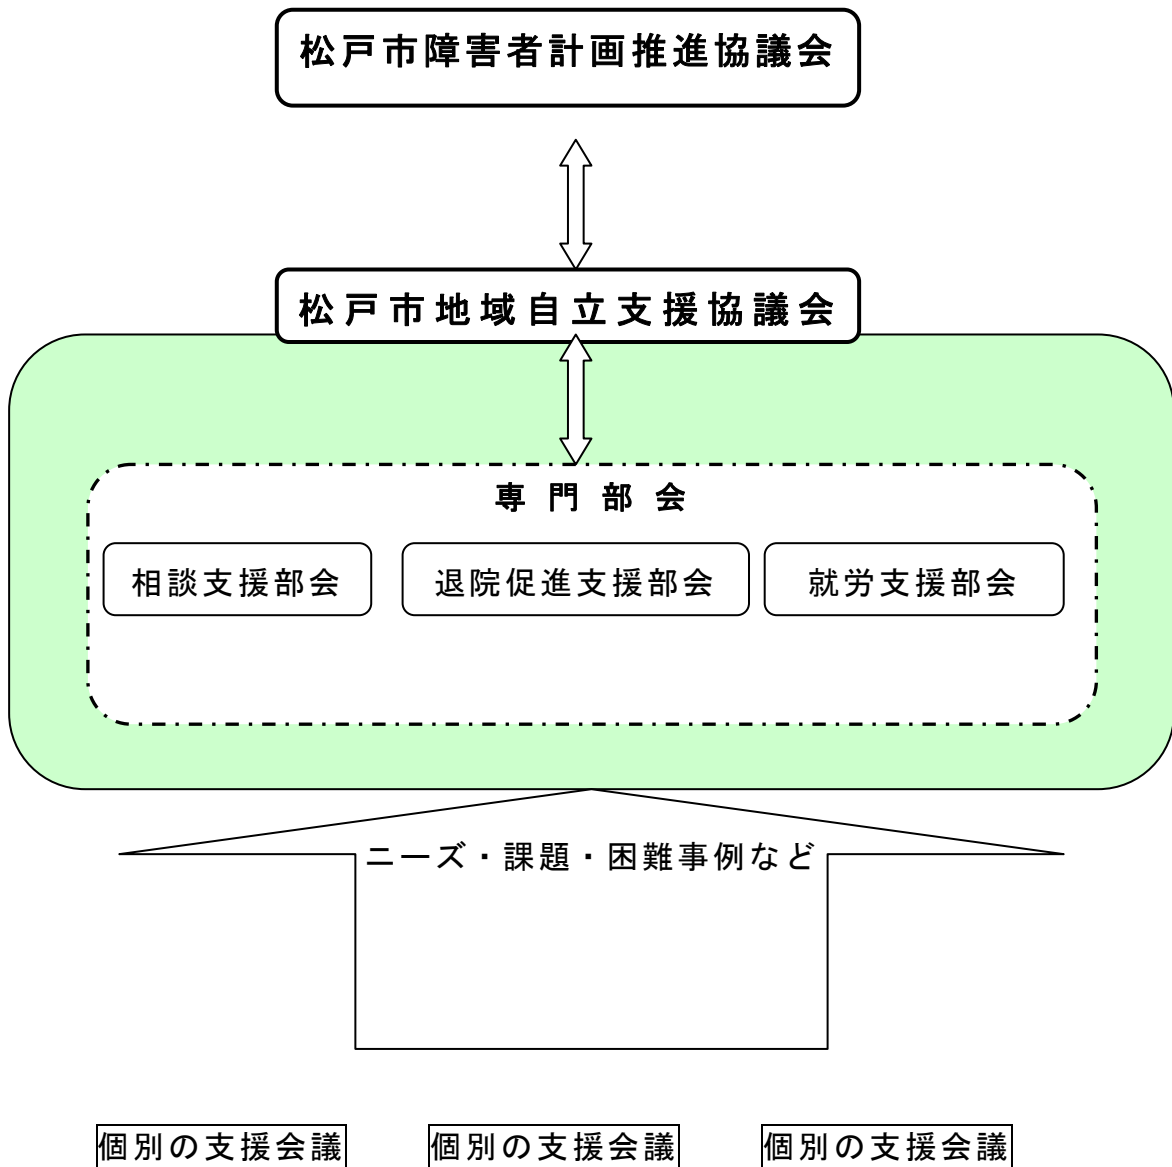 松戸市障害者計画推進協議会
松戸市地域自立支援協議会
専門部会
相談支援部会
退院促進支援部会
就労支援部会
ニーズ・課題・困難事例など
個別の支援会議
個別の支援会議
個別の支援会議